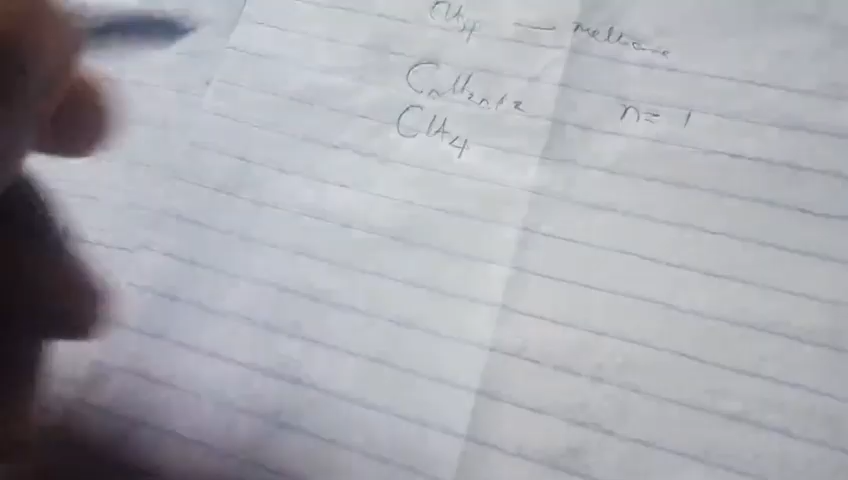 CH4 — methane
CnH2n+2 n= 1
CH4